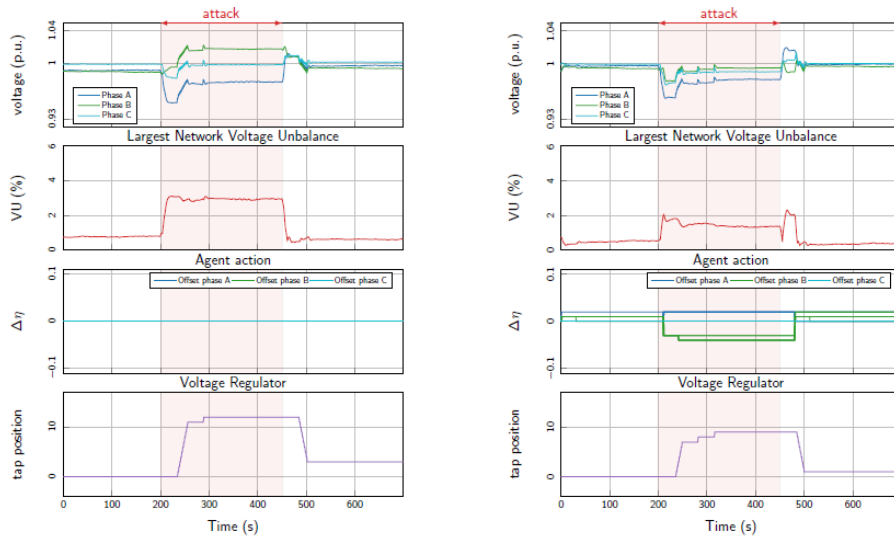 attack
1.04
1
0.93
voltage (p.u.)
Phase A
Phase B
Phase C
Largest Network Voltage Unbalance
6
4
2
0
VU (%)
Agent action
0.1
0
−0.1
Δη
Offset phase A Offset phase B Offset phase C
Voltage Regulator
10
0
tap position
0 100 200 300 400 500 600
Time (s)
attack
1.04
1
0.93
voltage (p.u.)
Phase A
Phase B
Phase C
Largest Network Voltage Unbalance
6
4
2
0
VU (%)
Agent action
0.1
0
−0.1
Δη
Offset phase A Offset phase B Offset phase C
Voltage Regulator
10
0
tap position
0 100 200 300 400 500 600
Time (s)